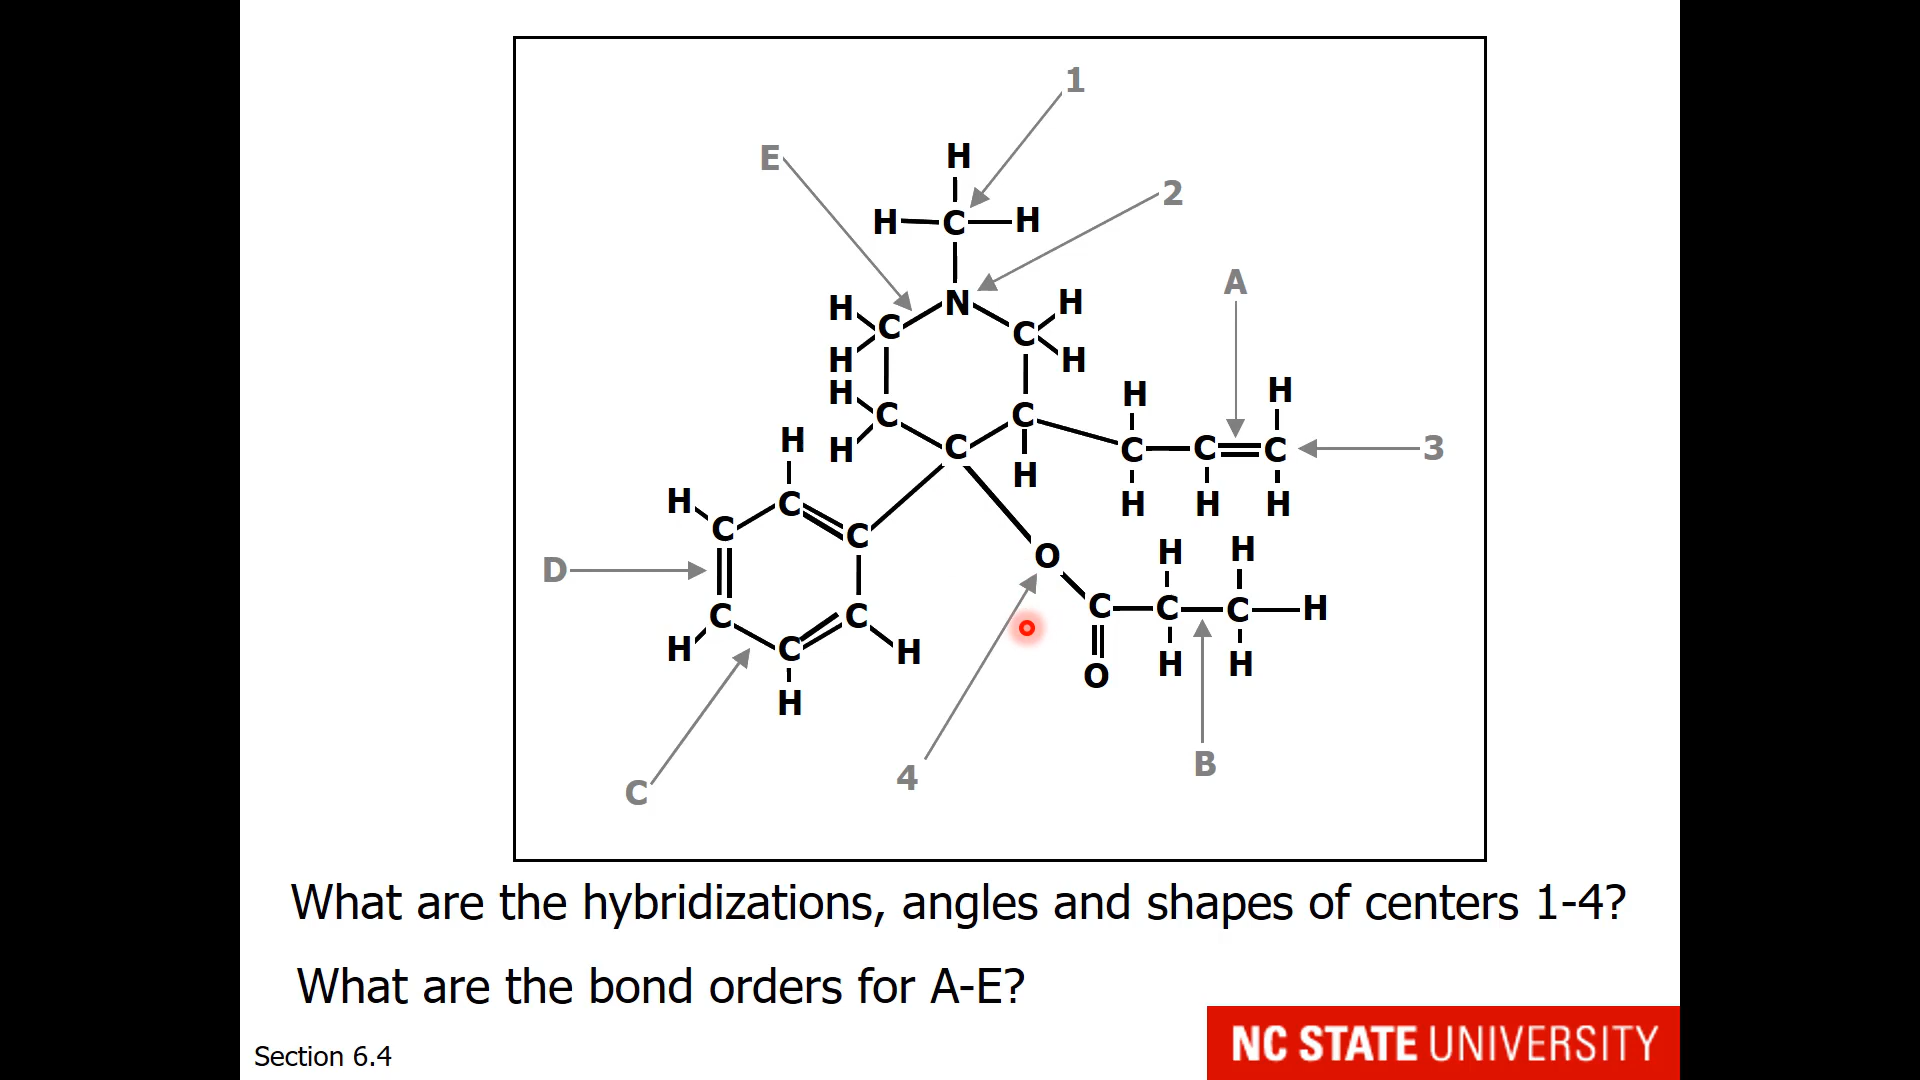 1
H
E
2
H C H
A
N
H H
C C
H H
H H H
C C
H C C C C 3
H H
H H H H
H C
C C
O H H
D
C C C C C H
H C H H H
O
H
B
4
C
What are the hybridizations, angles and shapes of centers 1-4?
What are the bond orders for A-E?
Section 6.4
NC STATE UNIVERSITY